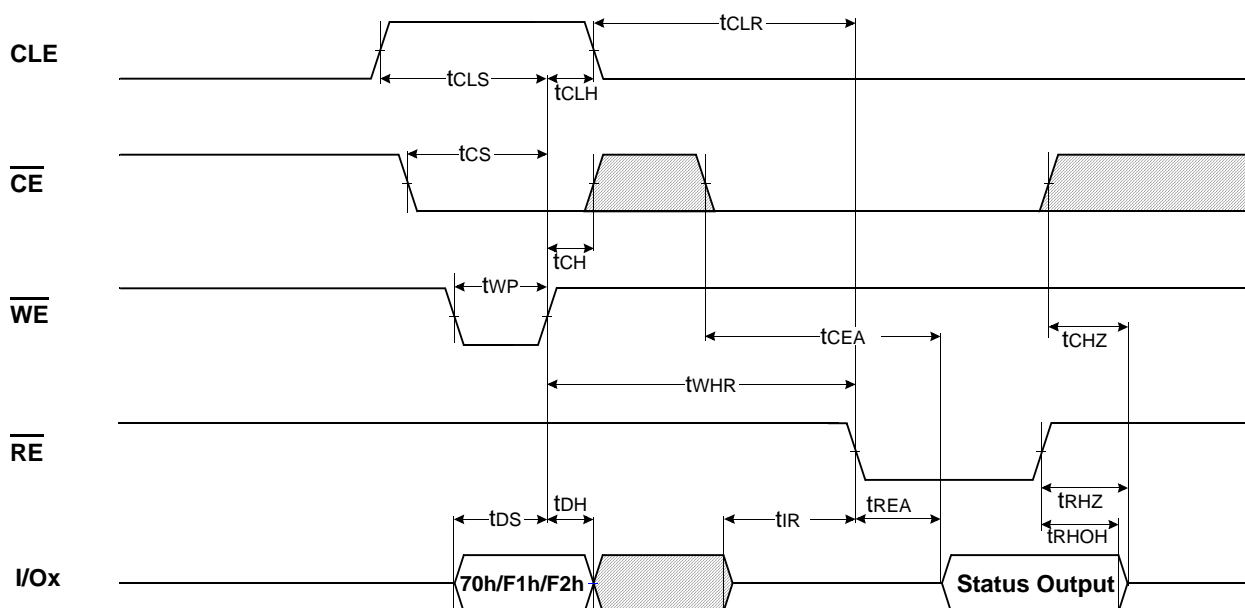 tCLR
CLE
tCLS
tCLH
tCS
CE
tCH
tWP
WE
tCEA
tCHZ
tWHR
RE
tDS
tDH
tIR
tREA
tRHZ
tRHOH
I/Ox
70h/F1h/F2h
Status Output